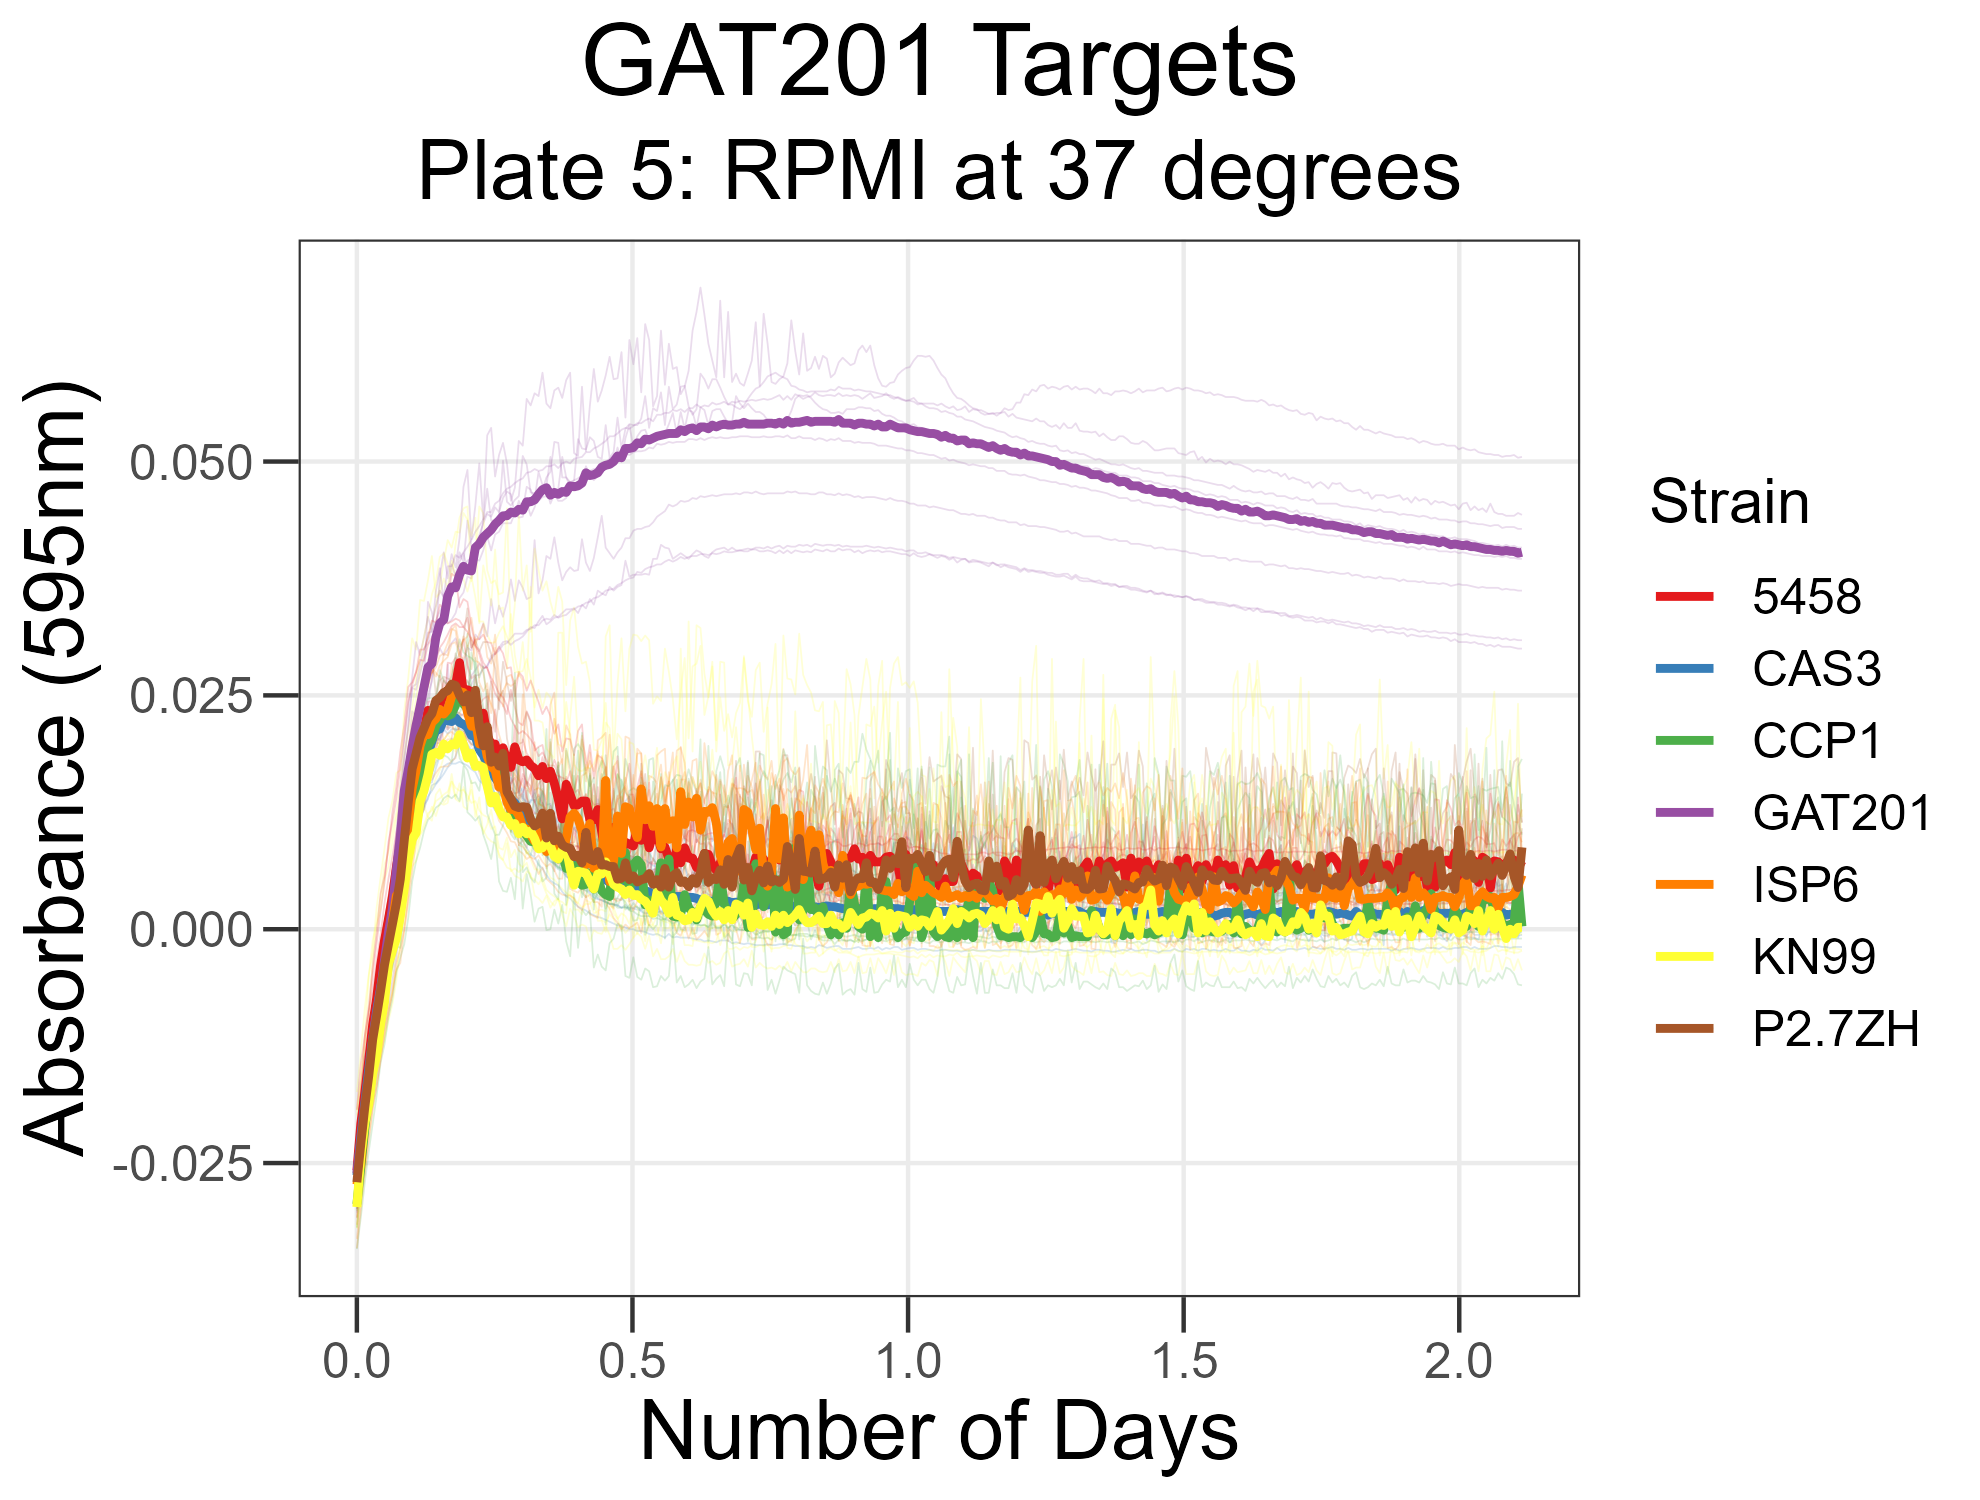 GAT201 Targets
Plate 5: RPMI at 37 degrees
Absorbance (595nm)
0.050
0.025
0.000
-0.025
0.0
0.5
1.0
1.5
2.0
Number of Days
Strain
5458
CAS3
CCP1
GAT201
ISP6
KN99
P2.7ZH